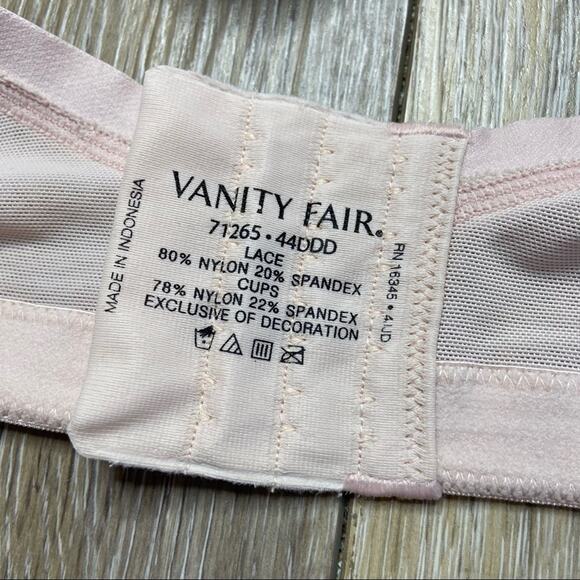 VANITY FAIR®
71265 • 44DDD
LACE
80% NYLON 20% SPANDEX
CUPS
78% NYLON 22% SPANDEX
EXCLUSIVE OF DECORATION
MADE IN INDONESIA
RN 16345 • 4UD